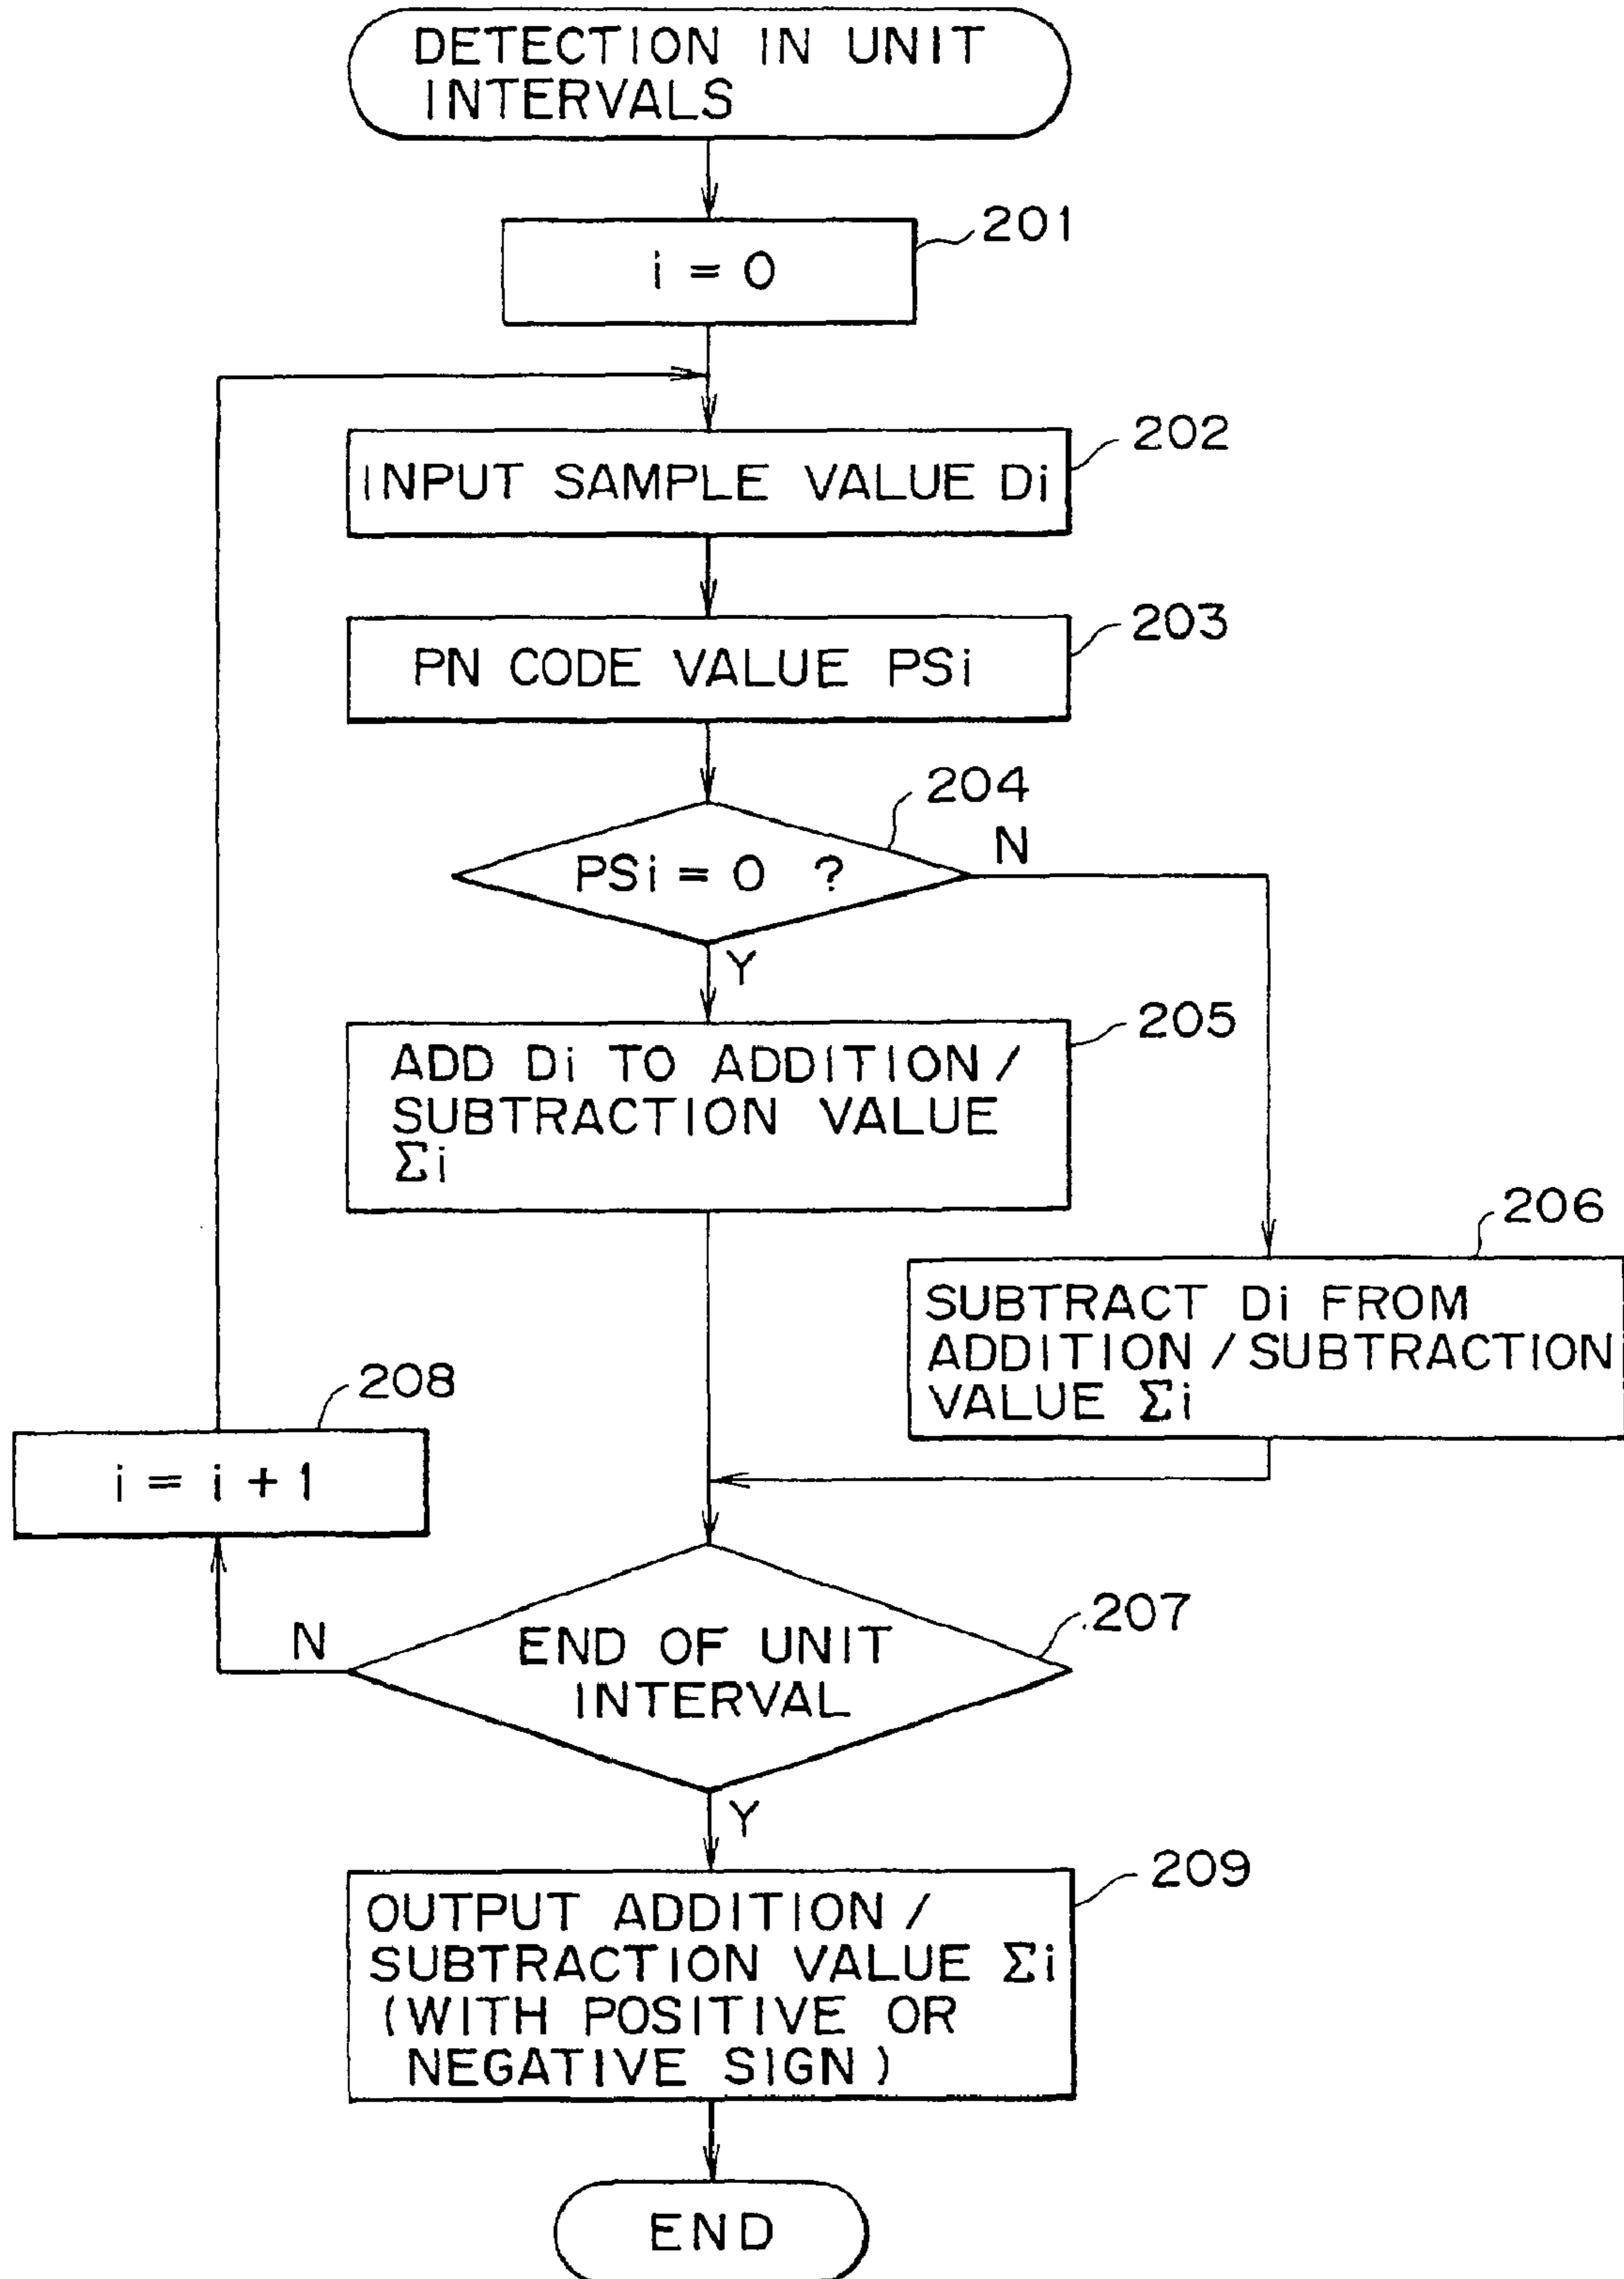 DETECTION IN UNIT
INTERVALS
201
i = 0
202
INPUT SAMPLE VALUE Di
203
PN CODE VALUE PSi
204
PSi = 0 ?
N
Y
205
ADD Di TO ADDITION/
SUBTRACTION VALUE
Σi
206
SUBTRACT Di FROM
ADDITION/SUBTRACTION
VALUE Σi
208
i = i + 1
207
END OF UNIT
INTERVAL
N
Y
209
OUTPUT ADDITION/
SUBTRACTION VALUE Σi
(WITH POSITIVE OR
NEGATIVE SIGN)
END